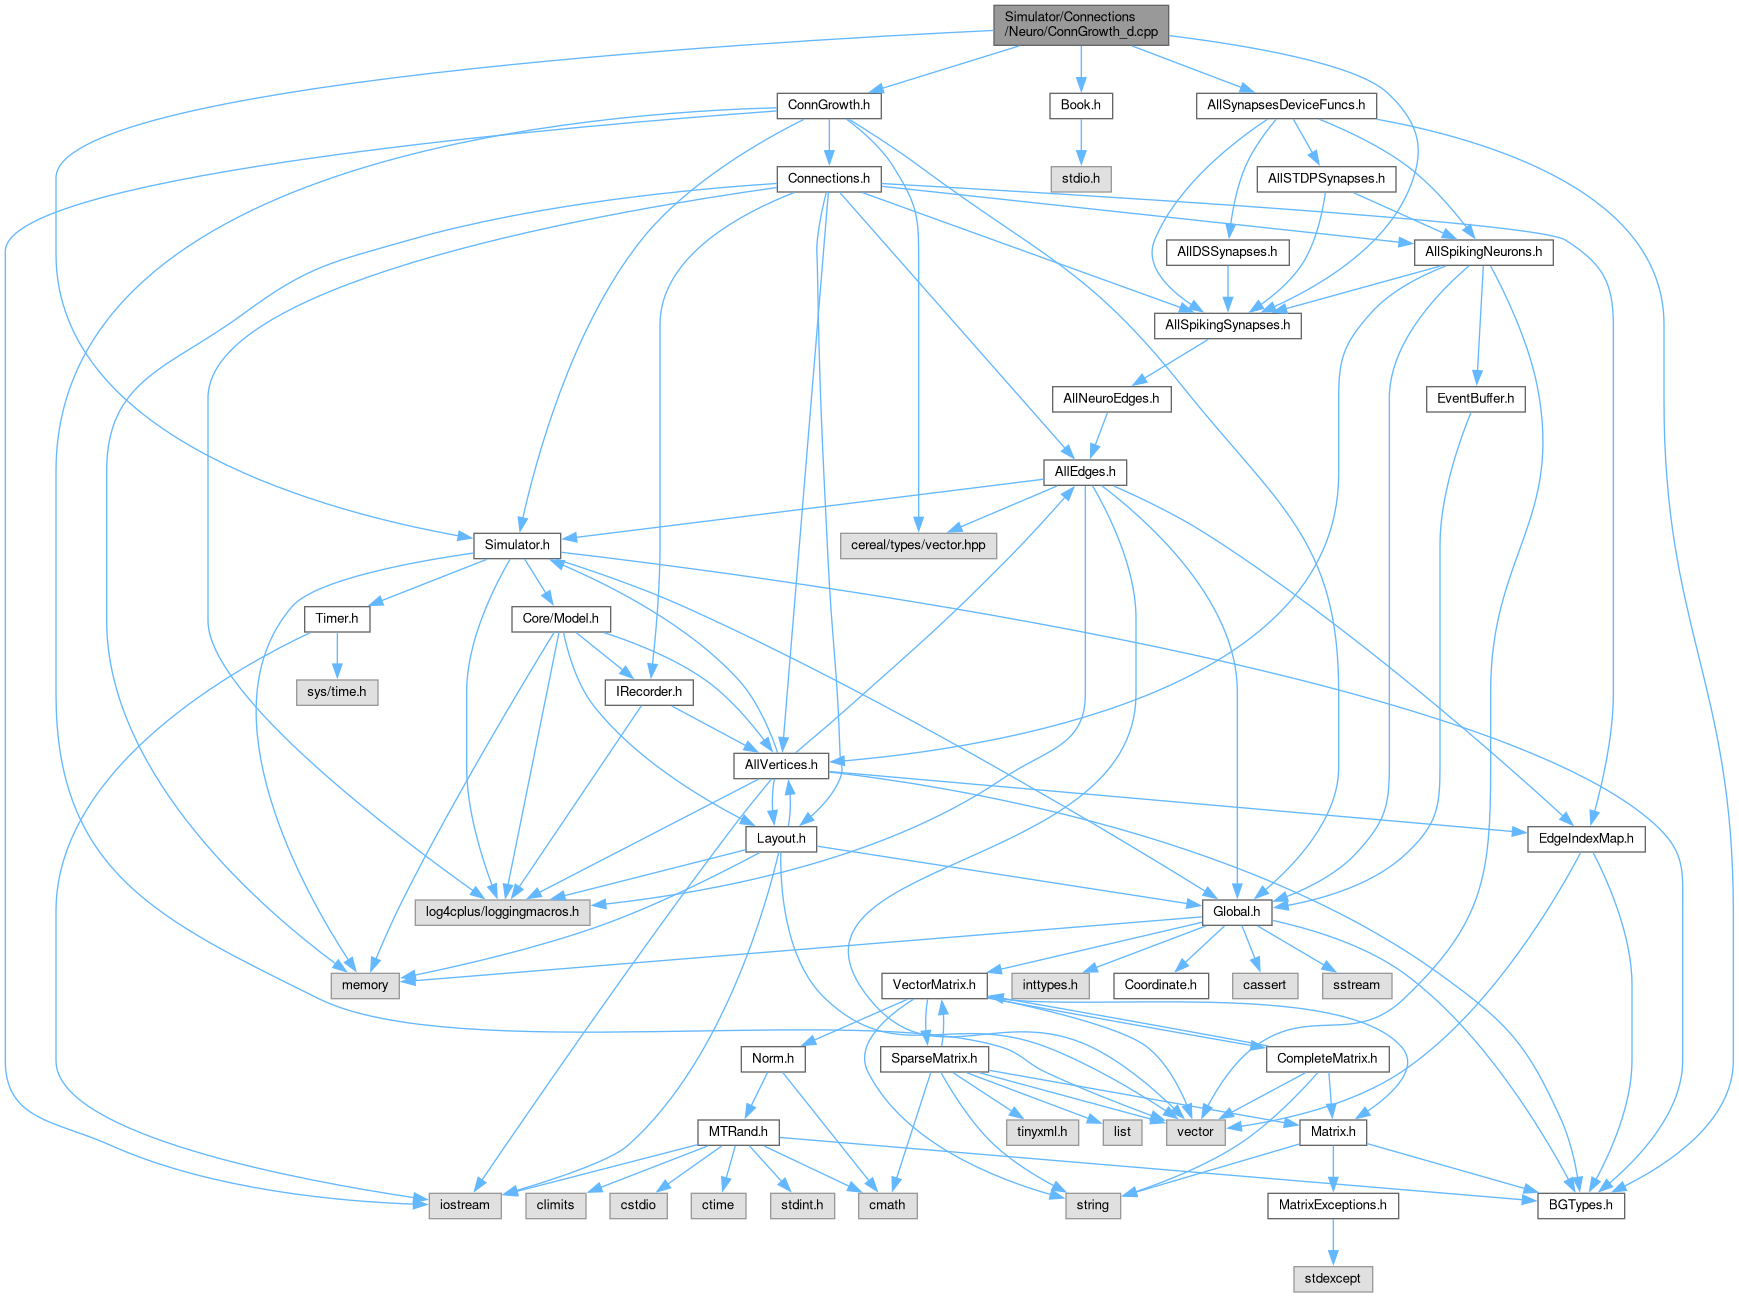 Simulator/Connections
/Neuro/ConnGrowth_d.cpp
ConnGrowth.h
Book.h
AllSynapsesDeviceFuncs.h
Connections.h
stdio.h
AllSTDPSynapses.h
AllDSSynapses.h
AllSpikingNeurons.h
AllSpikingSynapses.h
AllNeuroEdges.h
EventBuffer.h
AllEdges.h
Simulator.h
cereal/types/vector.hpp
Timer.h
Core/Model.h
sys/time.h
IRecorder.h
AllVertices.h
Layout.h
EdgeIndexMap.h
log4cplus/loggingmacros.h
Global.h
memory
VectorMatrix.h
inttypes.h
Coordinate.h
cassert
sstream
Norm.h
SparseMatrix.h
CompleteMatrix.h
MTRand.h
tinyxml.h
list
vector
Matrix.h
iostream
climits
cstdio
ctime
stdint.h
cmath
string
MatrixExceptions.h
BGTypes.h
stdexcept